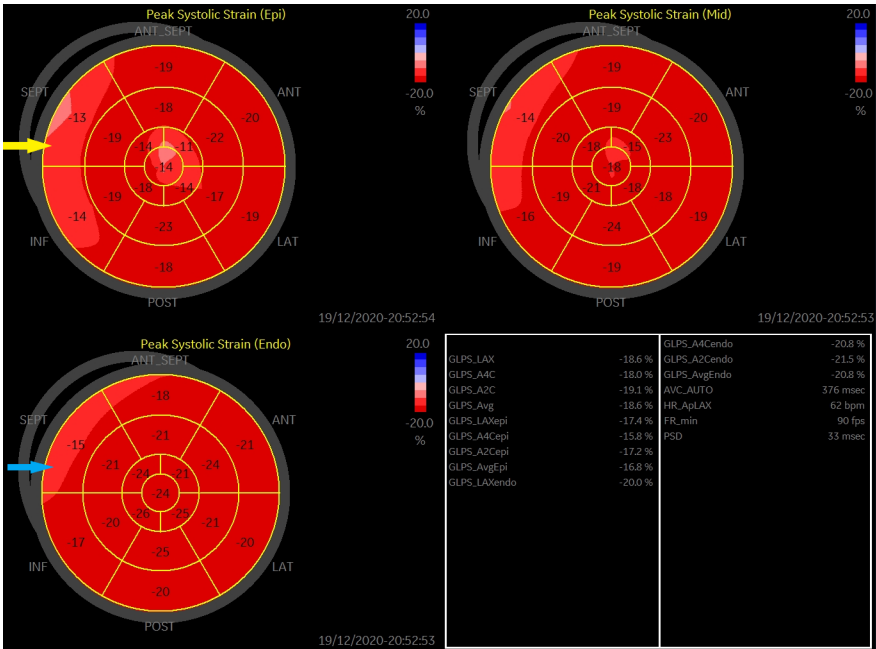 Peak Systolic Strain (Epi)
20.0
ANT_SEPT
SEPT
ANT
-20.0
%
-19
-13
-20
-18
-19
-22
-14
-11
-14
-18
-14
-19
-17
-14
-19
-23
-18
INF
LAT
POST
19/12/2020-20:52:54
Peak Systolic Strain (Mid)
20.0
ANT_SEPT
SEPT
ANT
-20.0
%
-19
-14
-20
-19
-20
-23
-18
-15
-18
-21
-18
-19
-18
-16
-19
-24
-19
INF
LAT
POST
19/12/2020-20:52:53
Peak Systolic Strain (Endo)
20.0
ANT_SEPT
SEPT
ANT
-20.0
%
-18
-15
-21
-21
-21
-24
-24
-21
-24
-26
-25
-20
-21
-17
-20
-25
-20
INF
LAT
POST
19/12/2020-20:52:53
GLPS_LAX -18.6 %
GLPS_A4C -18.0 %
GLPS_A2C -19.1 %
GLPS_Avg -18.6 %
GLPS_LAXepi -17.4 %
GLPS_A4Cepi -15.8 %
GLPS_A2Cepi -17.2 %
GLPS_AvgEpi -16.8 %
GLPS_LAXendo -20.0 %
GLPS_A4Cendo -20.8 %
GLPS_A2Cendo -21.5 %
GLPS_AvgEndo -20.8 %
AVC_AUTO 376 msec
HR_ApLAX 62 bpm
FR_min 90 fps
PSD 33 msec